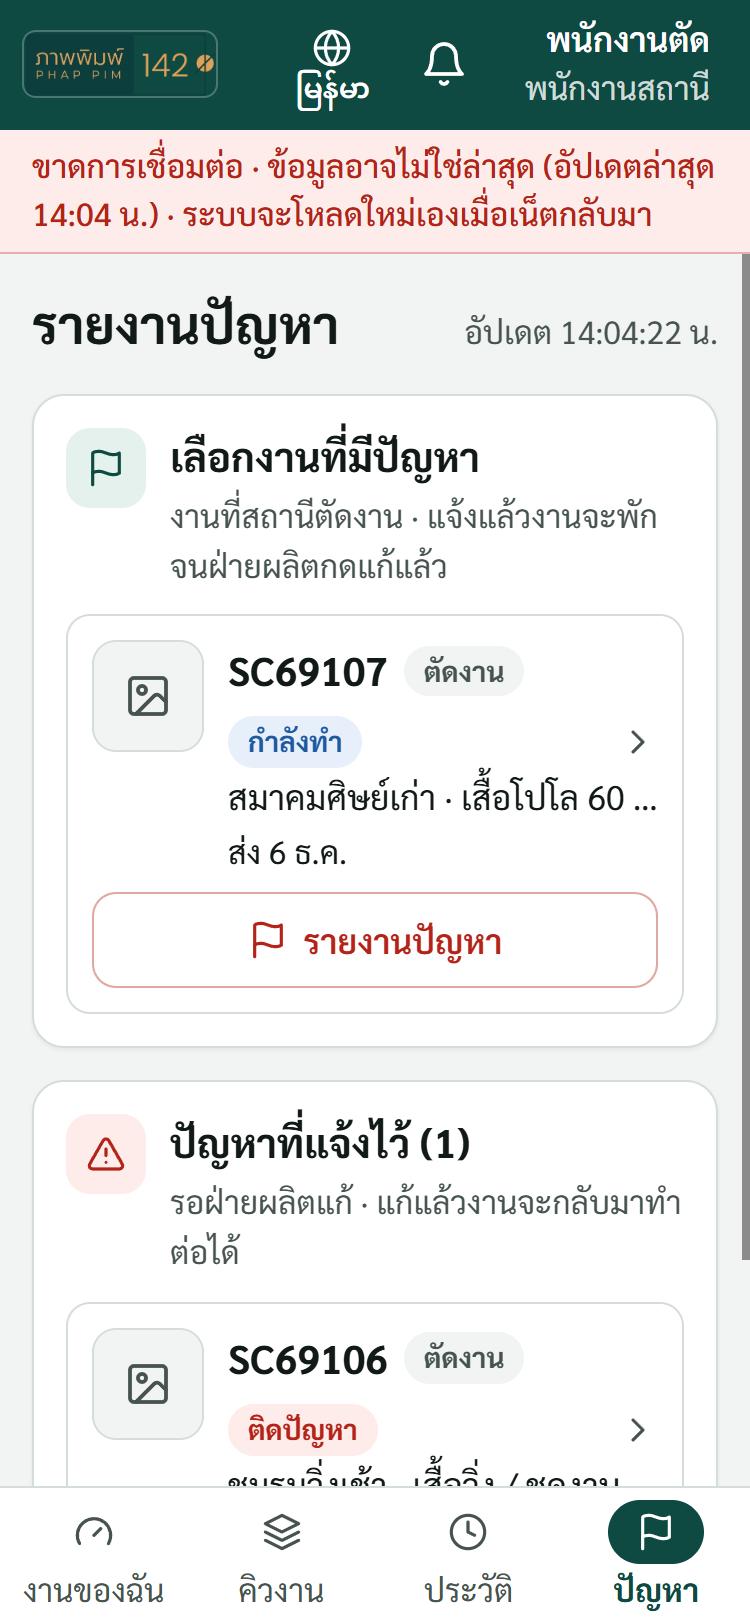 ภาพพิมพ์
PHAP PIM
142
မြန်မာ
พนักงานตัด
พนักงานสถานี
ขาดการเชื่อมต่อ · ข้อมูลอาจไม่ใช่ล่าสุด (อัปเดตล่าสุด
14:04 น.) · ระบบจะโหลดใหม่เองเมื่อเน็ตกลับมา
รายงานปัญหา
อัปเดต 14:04:22 น.
เลือกงานที่มีปัญหา
งานที่สถานีตัดงาน · แจ้งแล้วงานจะพัก
จนฝ่ายผลิตกดแก้แล้ว
SC69107 ตัดงาน
กำลังทำ
สมาคมศิษย์เก่า · เสื้อโปโล 60 ...
ส่ง 6 ธ.ค.
รายงานปัญหา
ปัญหาที่แจ้งไว้ (1)
รอฝ่ายผลิตแก้ · แก้แล้วงานจะกลับมาทำ
ต่อได้
SC69106 ตัดงาน
ติดปัญหา
งานของฉัน
คิวงาน
ประวัติ
ปัญหา